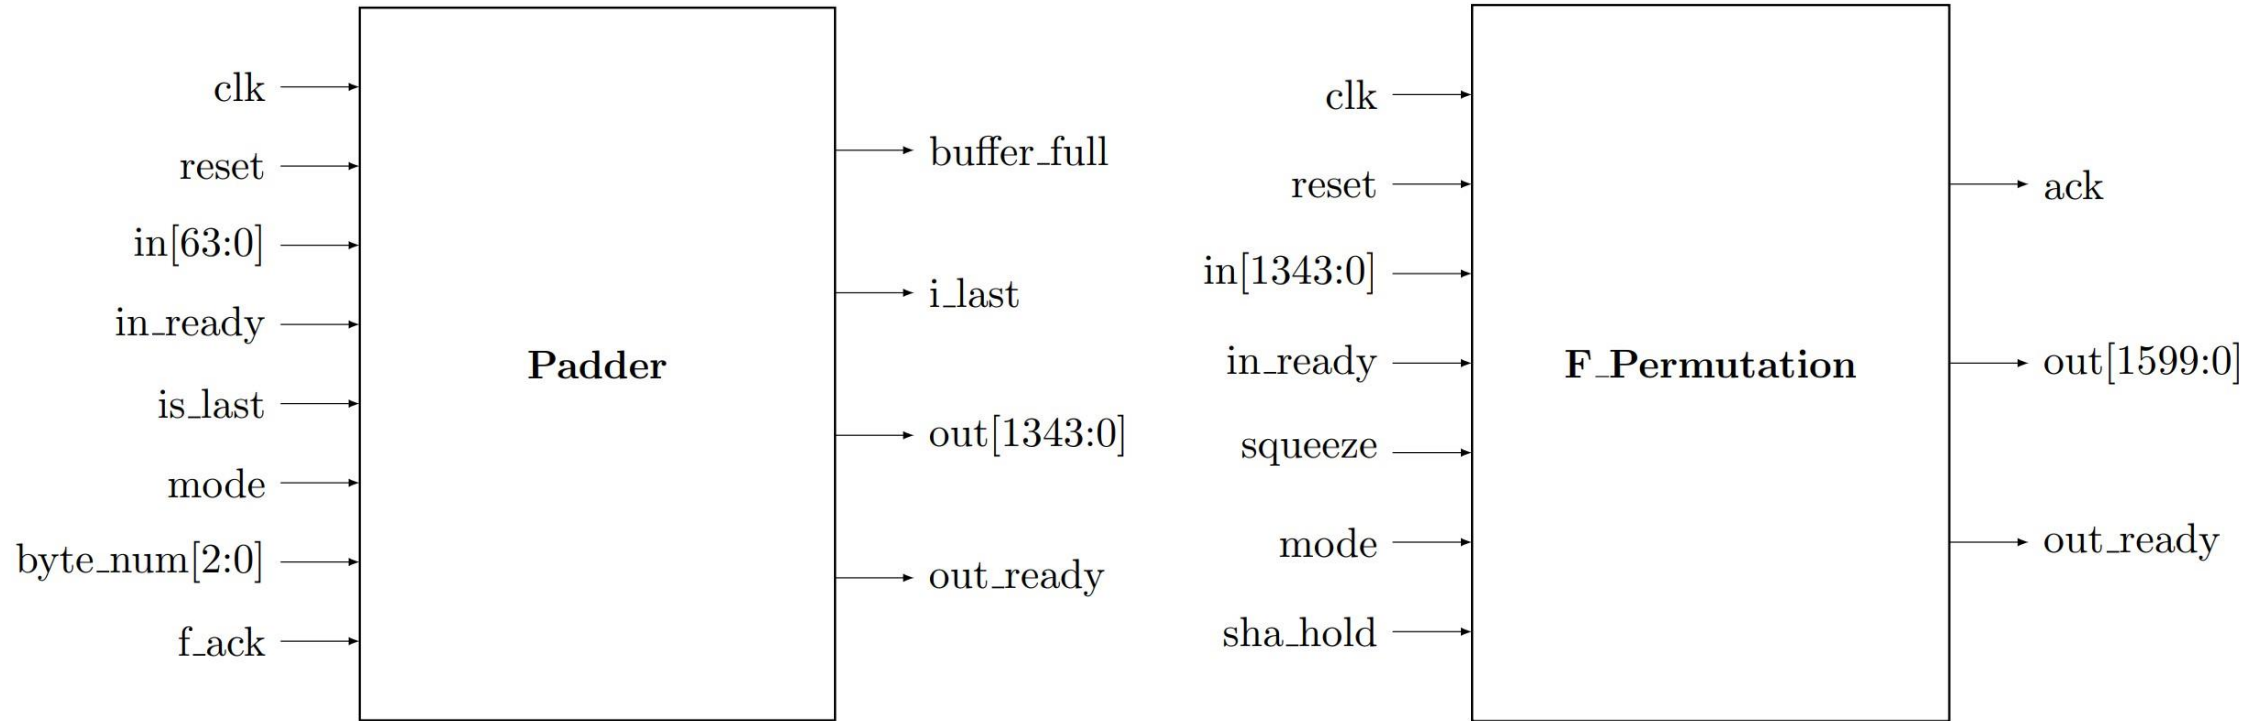 clk
reset
in[63:0]
in_ready
is_last
mode
byte_num[2:0]
f_ack
Padder
buffer_full
i_last
out[1343:0]
out_ready
clk
reset
in[1343:0]
in_ready
squeeze
mode
sha_hold
F_Permutation
ack
out[1599:0]
out_ready